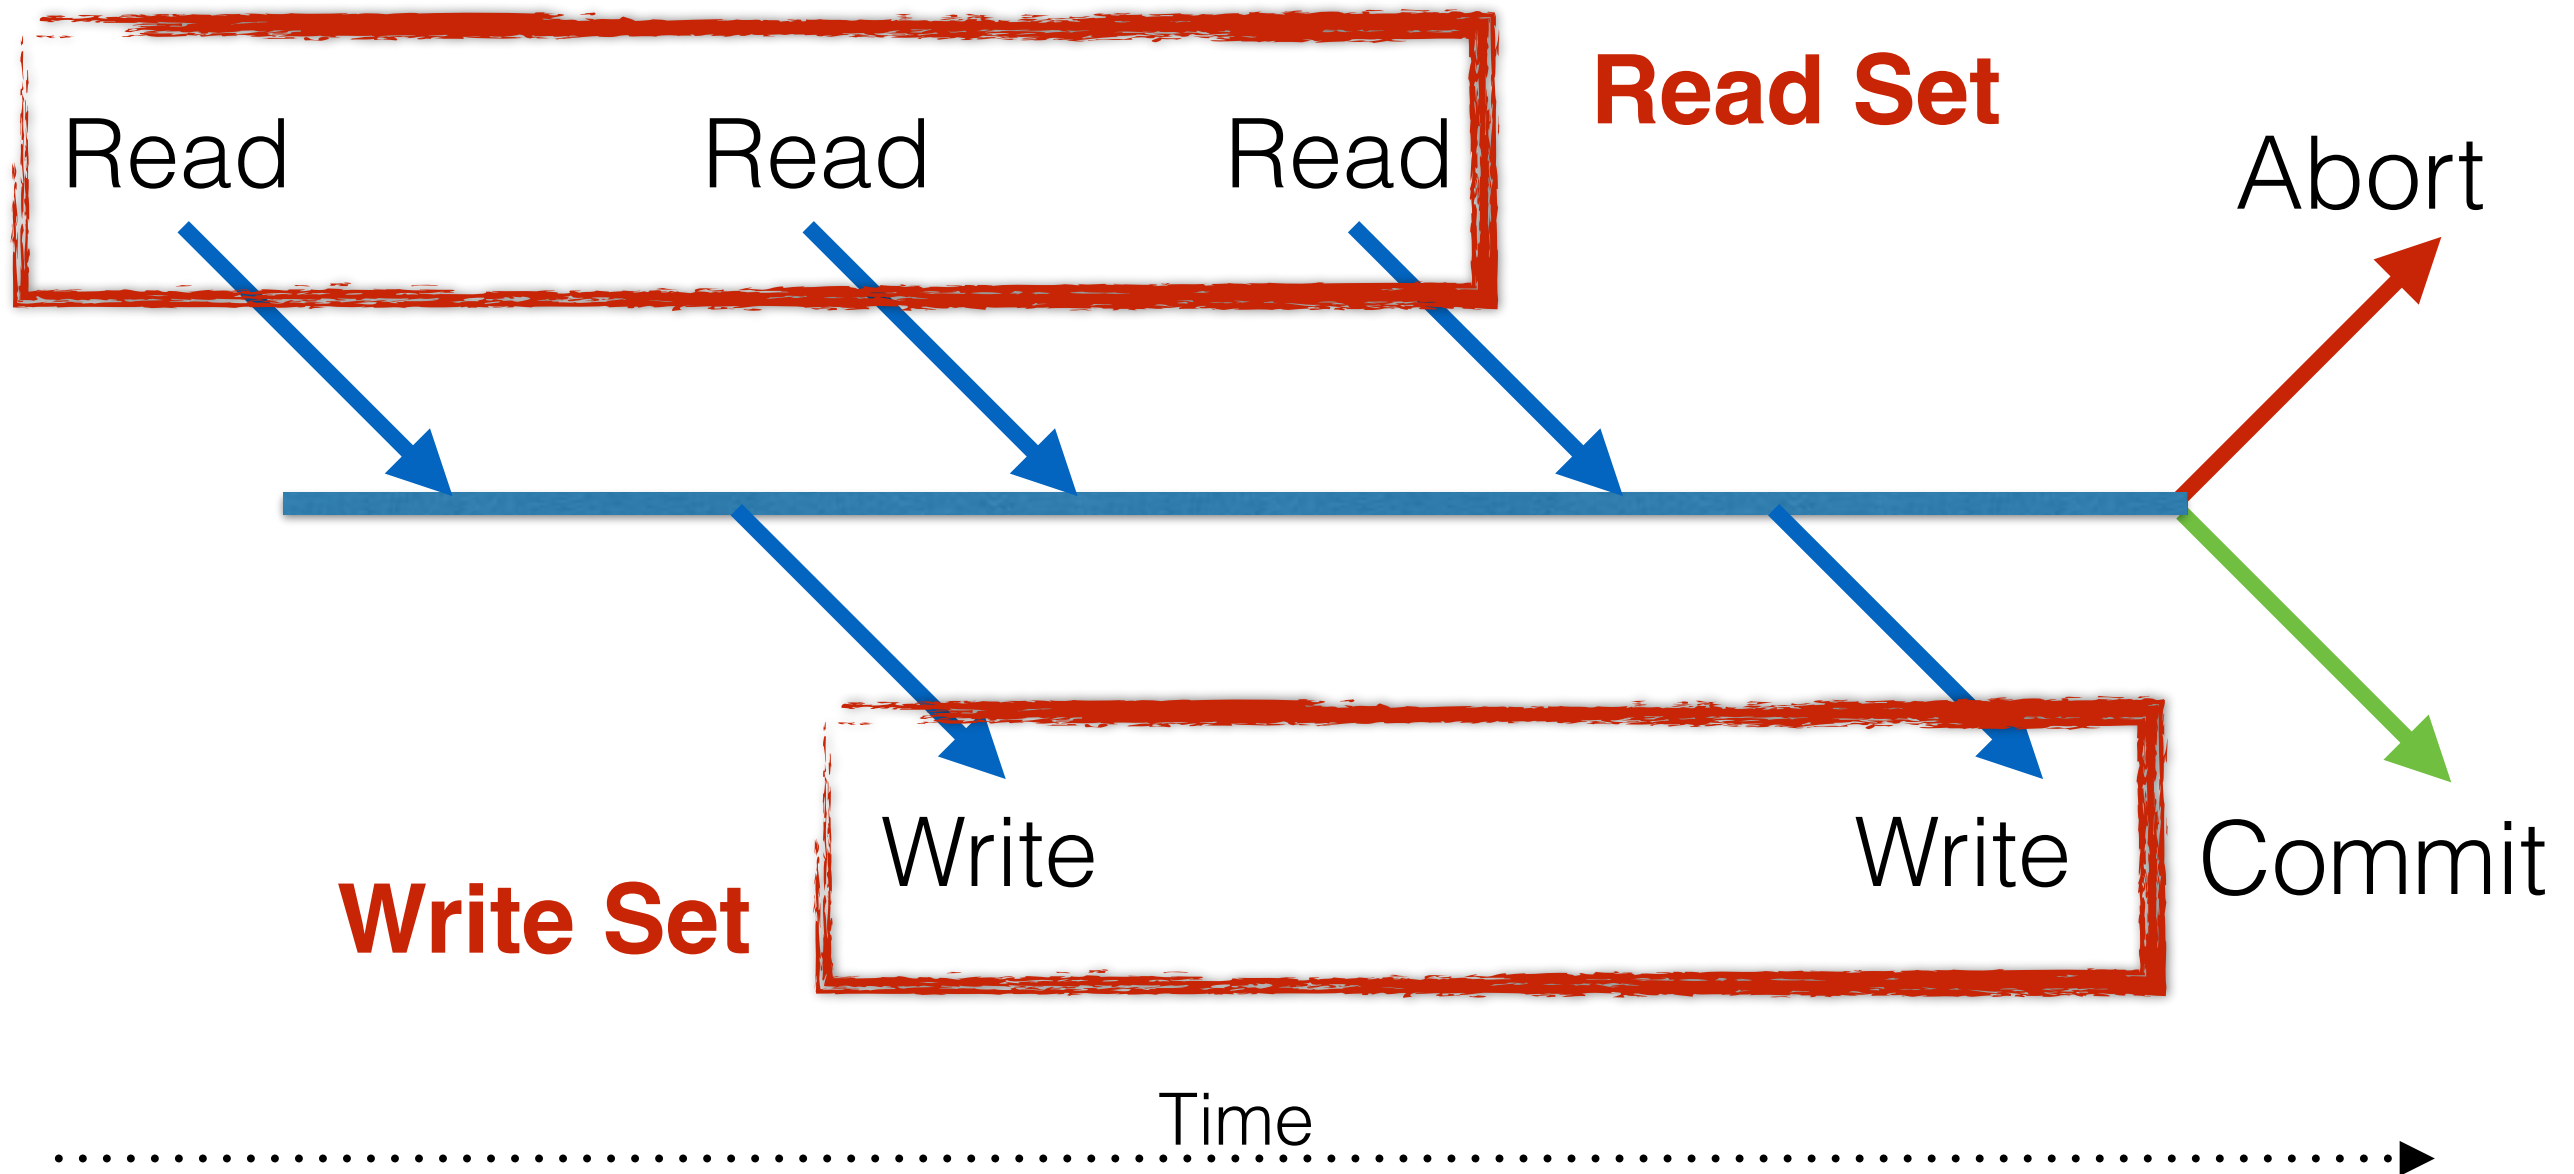 Read Set
Read Read Read
Abort
Write Write
Commit
Write Set
Time